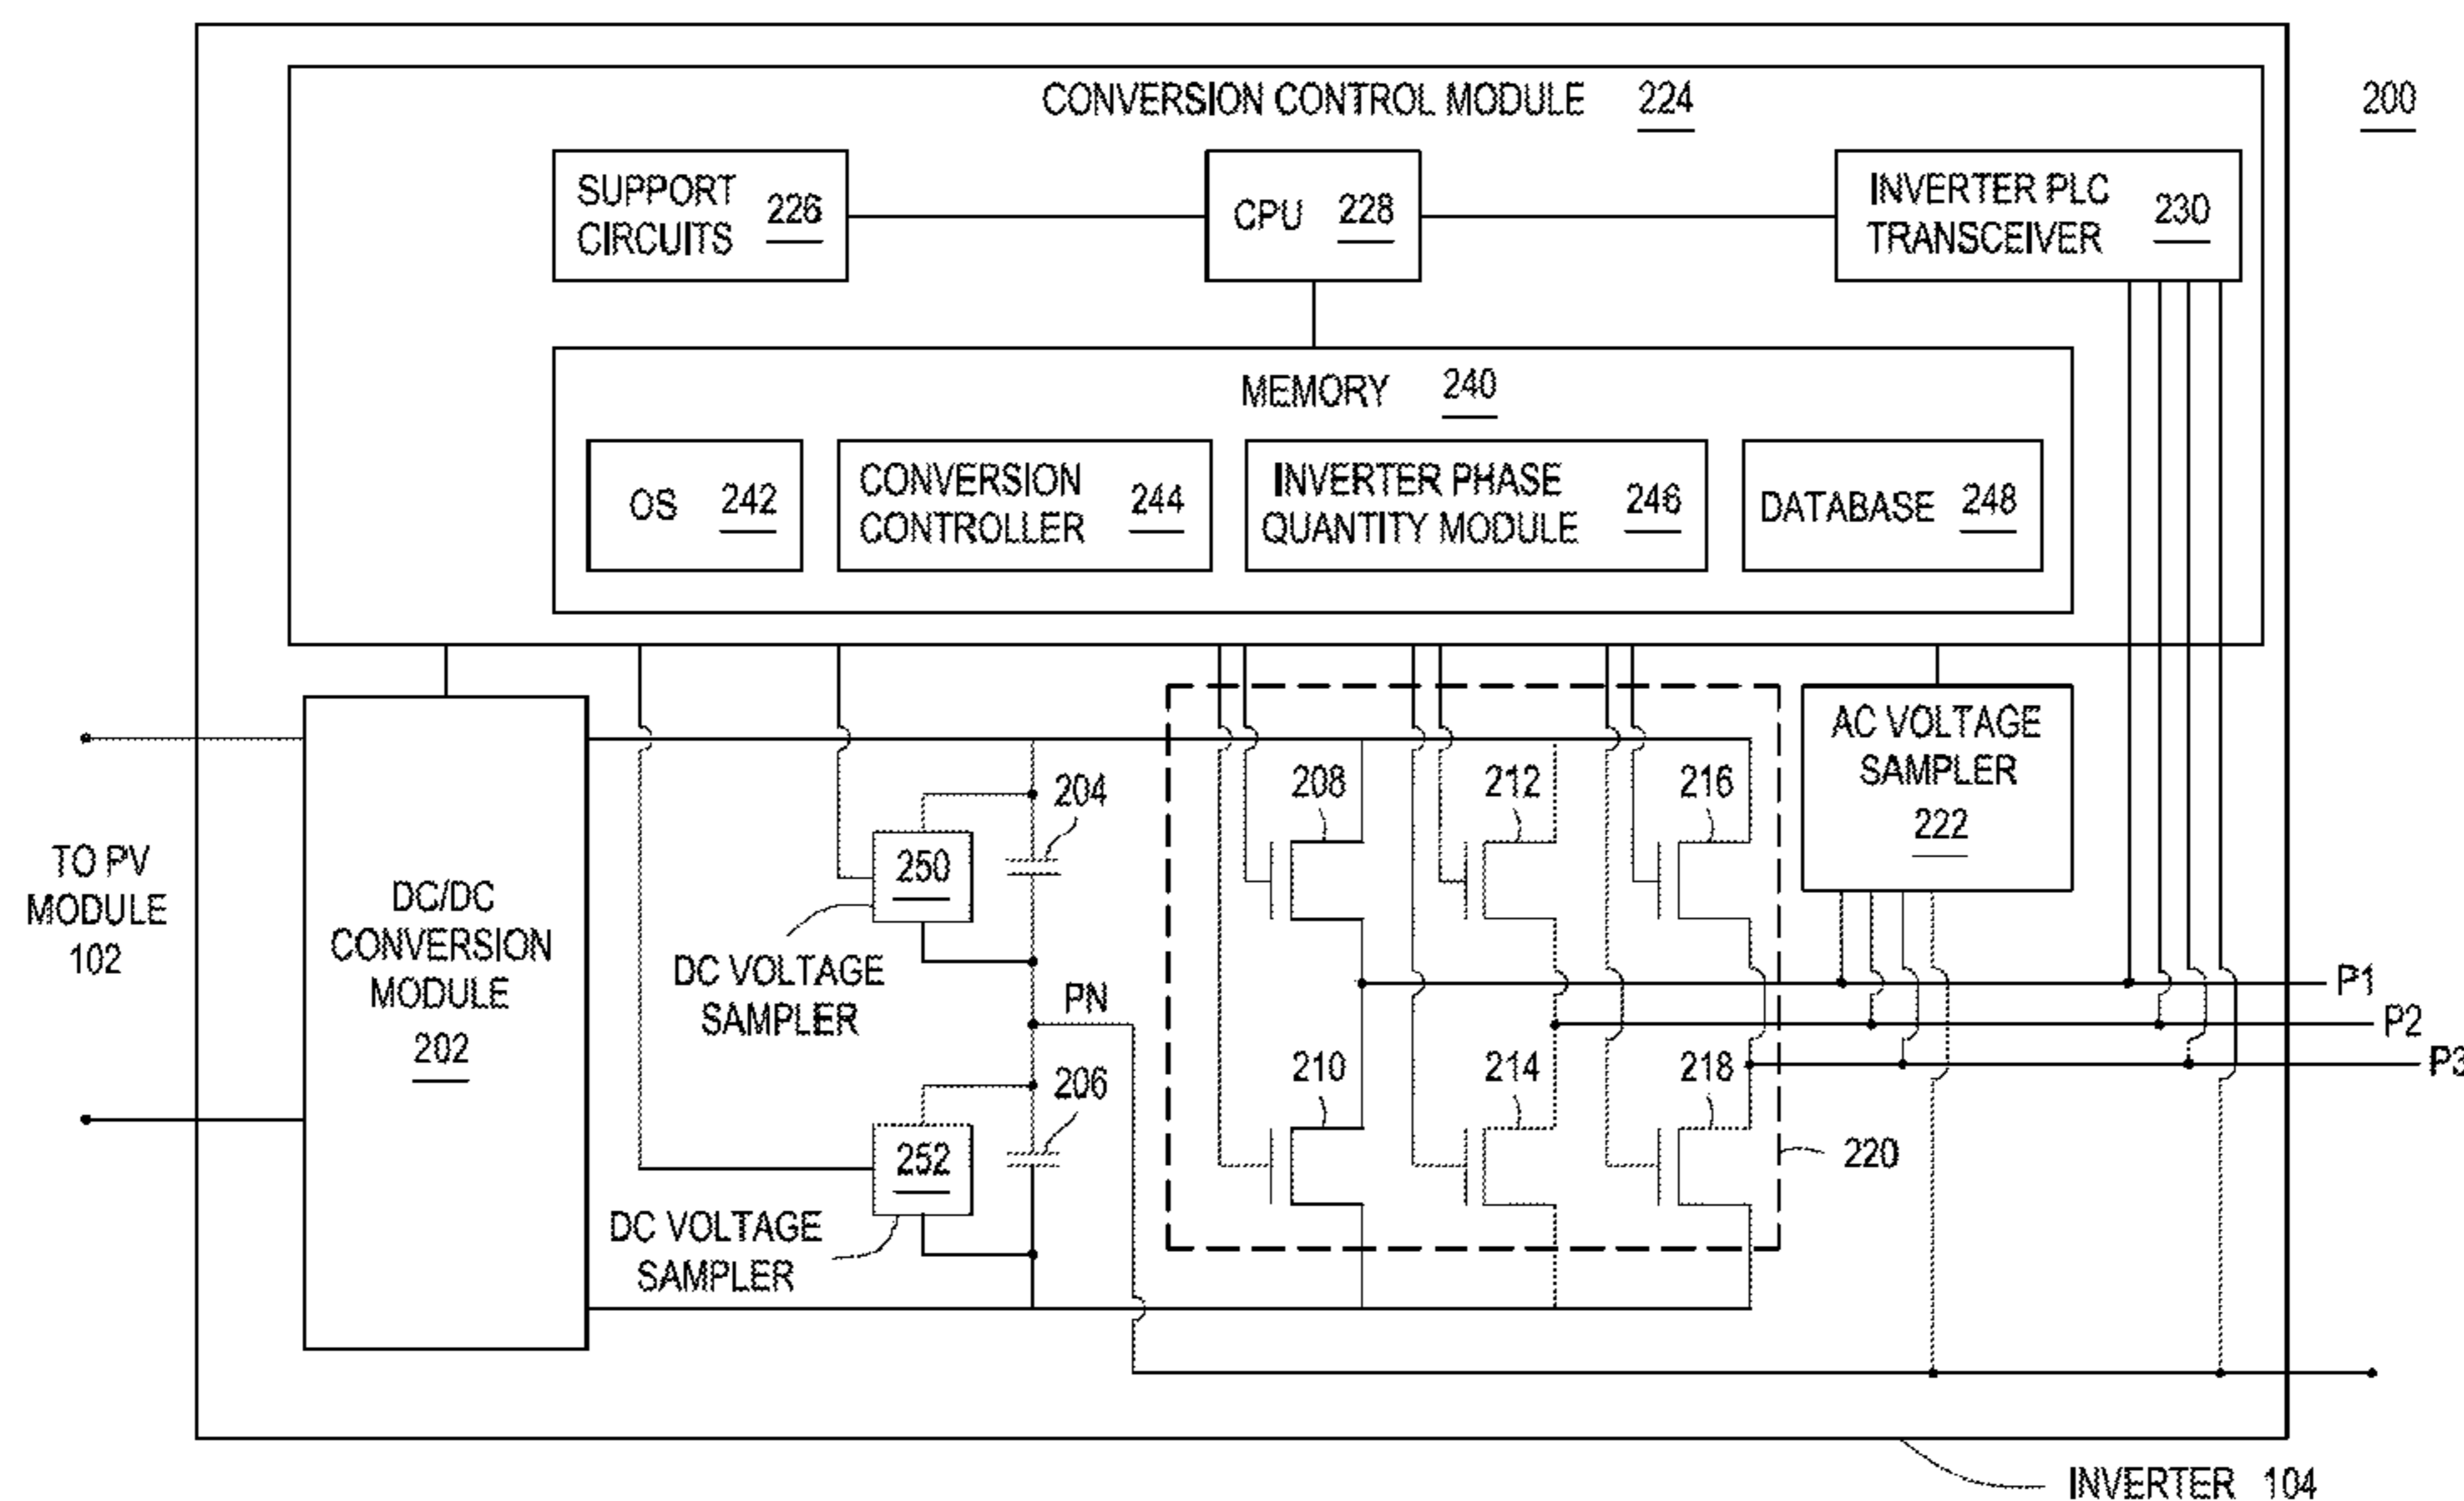 CONVERSION CONTROL MODULE 224
200
SUPPORT
CIRCUITS 226
CPU 228
INVERTER PLC
TRANSCEIVER 230
MEMORY 240
OS 242
CONVERSION
CONTROLLER 244
INVERTER PHASE
QUANTITY MODULE 246
DATABASE 248
TO PV
MODULE
102
DC/DC
CONVERSION
MODULE
202
250
DC VOLTAGE
SAMPLER
204
PN
252
DC VOLTAGE
SAMPLER
206
208
212
216
210
214
218
220
AC VOLTAGE
SAMPLER
222
P1
P2
P3
INVERTER 104